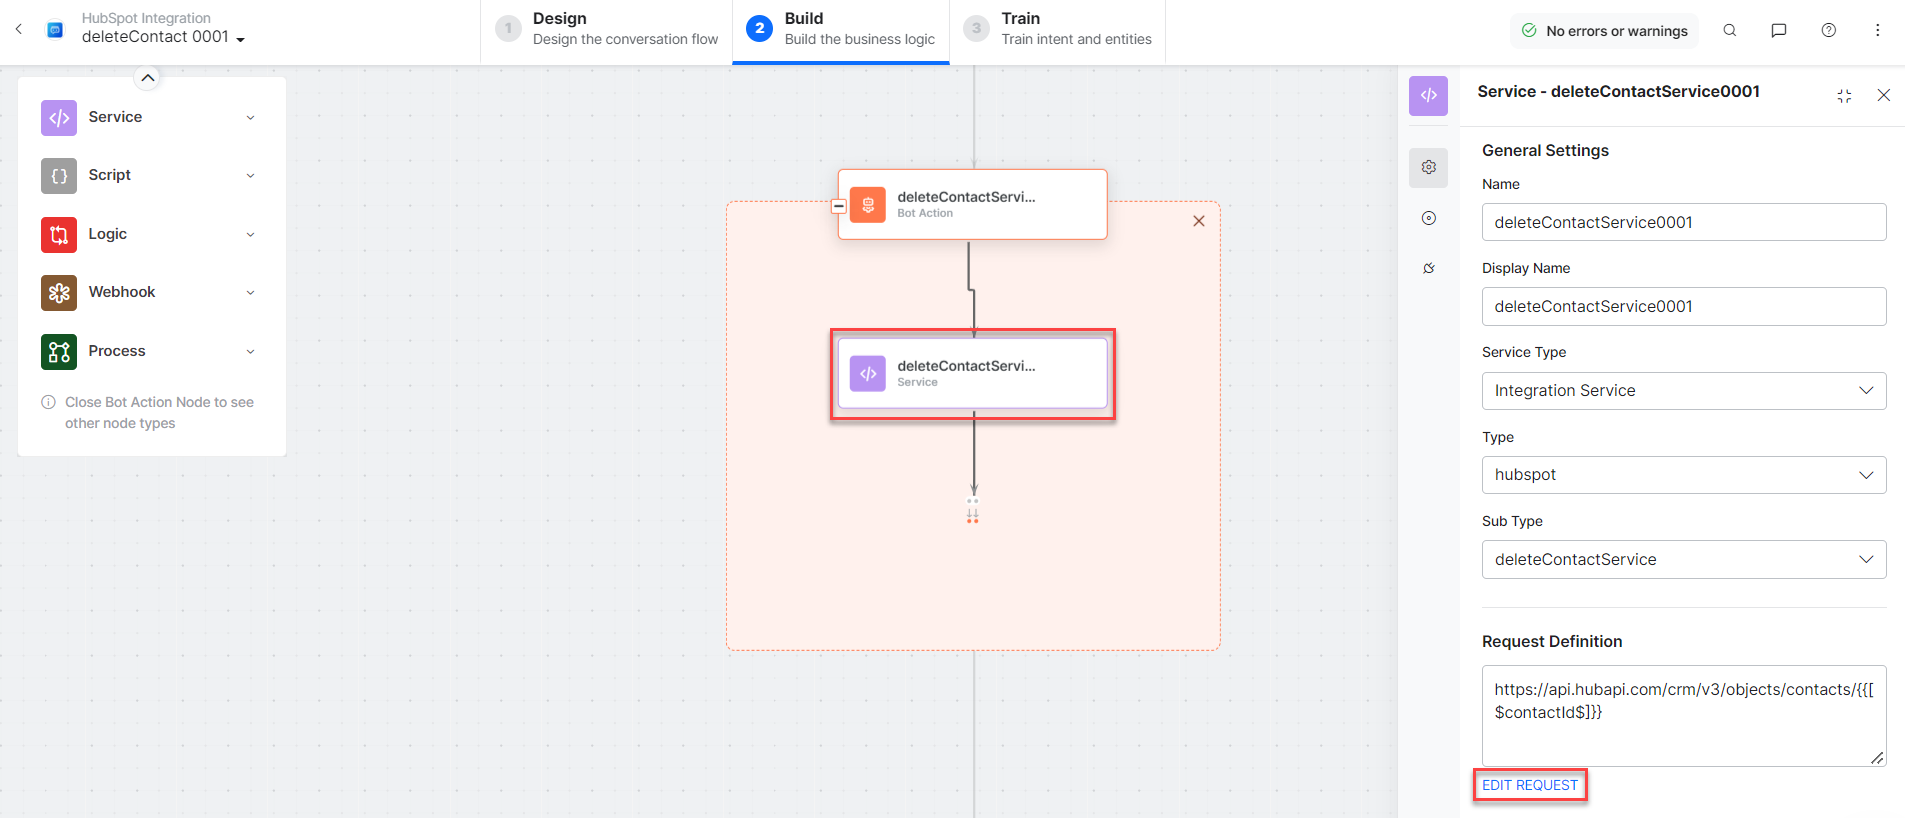 HubSpot Integration
deleteContact 0001
1
Design
Design the conversation flow
2
Build
Build the business logic
3
Train
Train intent and entities
No errors or warnings
Service
Script
Logic
Webhook
Process
Close Bot Action Node to see
other node types
deleteContactServi...
Bot Action
deleteContactServi...
Service
Service - deleteContactService0001
General Settings
Name
deleteContactService0001
Display Name
deleteContactService0001
Service Type
Integration Service
Type
hubspot
Sub Type
deleteContactService
Request Definition
https://api.hubapi.com/crm/v3/objects/contacts/{{[
$contactId$]}}
EDIT REQUEST